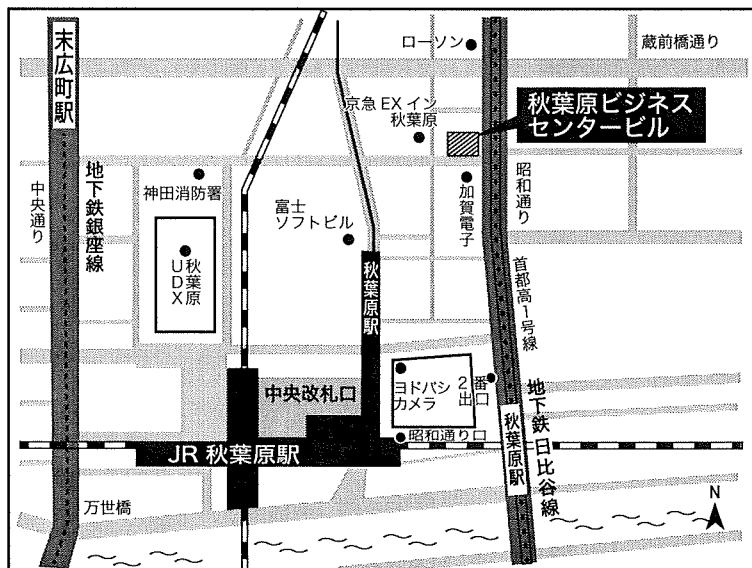 末広町駅
中央通り
地下鉄銀座線
ローソン
蔵前橋通り
京急 EX イン
秋葉原
秋葉原ビジネス
センタービル
昭和通り
加賀電子
神田消防署
富士
ソフトビル
秋葉原
UDX
秋葉原駅
首都高1号線
中央改札口
ヨドバシ
カメラ
2番
出口
昭和通り口
JR 秋葉原駅
秋葉原駅
地下鉄日比谷線
万世橋
N